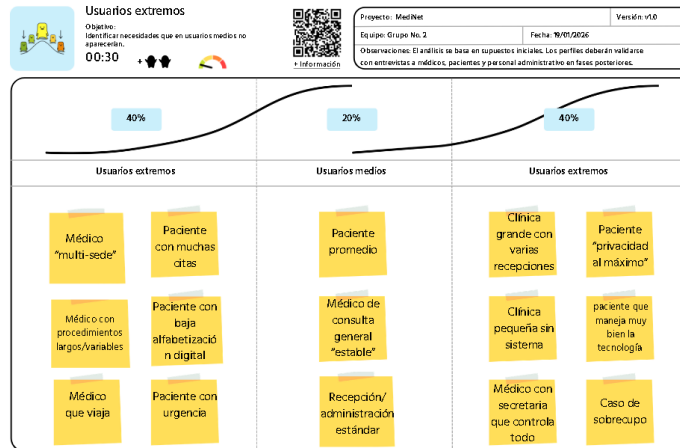 Usuarios extremos
Objetivo:
Identificar necesidades que en usuarios medios no
aparecerían.
00:30
+
+ Información
Proyecto: MediNet
Versión: v1.0
Equipo: Grupo No. 2
Fecha: 19/01/2026
Observaciones: El análisis se basa en supuestos iniciales. Los perfiles deberán validarse
con entrevistas a médicos, pacientes y personal administrativo en fases posteriores.
40%
20%
40%
Usuarios extremos
Usuarios medios
Usuarios extremos
Médico
"multi-sede"
Paciente
con muchas
citas
Médico con
procedimientos
largos/variables
Paciente con
baja
alfabetizació
n digital
Médico
que viaja
Paciente con
urgencia
Paciente
promedio
Médico de
consulta
general
"estable"
Recepción/
administración
estándar
Clínica
grande con
varias
recepciones
Paciente
"privacidad
al máximo"
Clínica
pequeña sin
sistema
paciente que
maneja muy
bien la
tecnología
Médico con
secretaria
que controla
todo
Caso de
sobrecupo